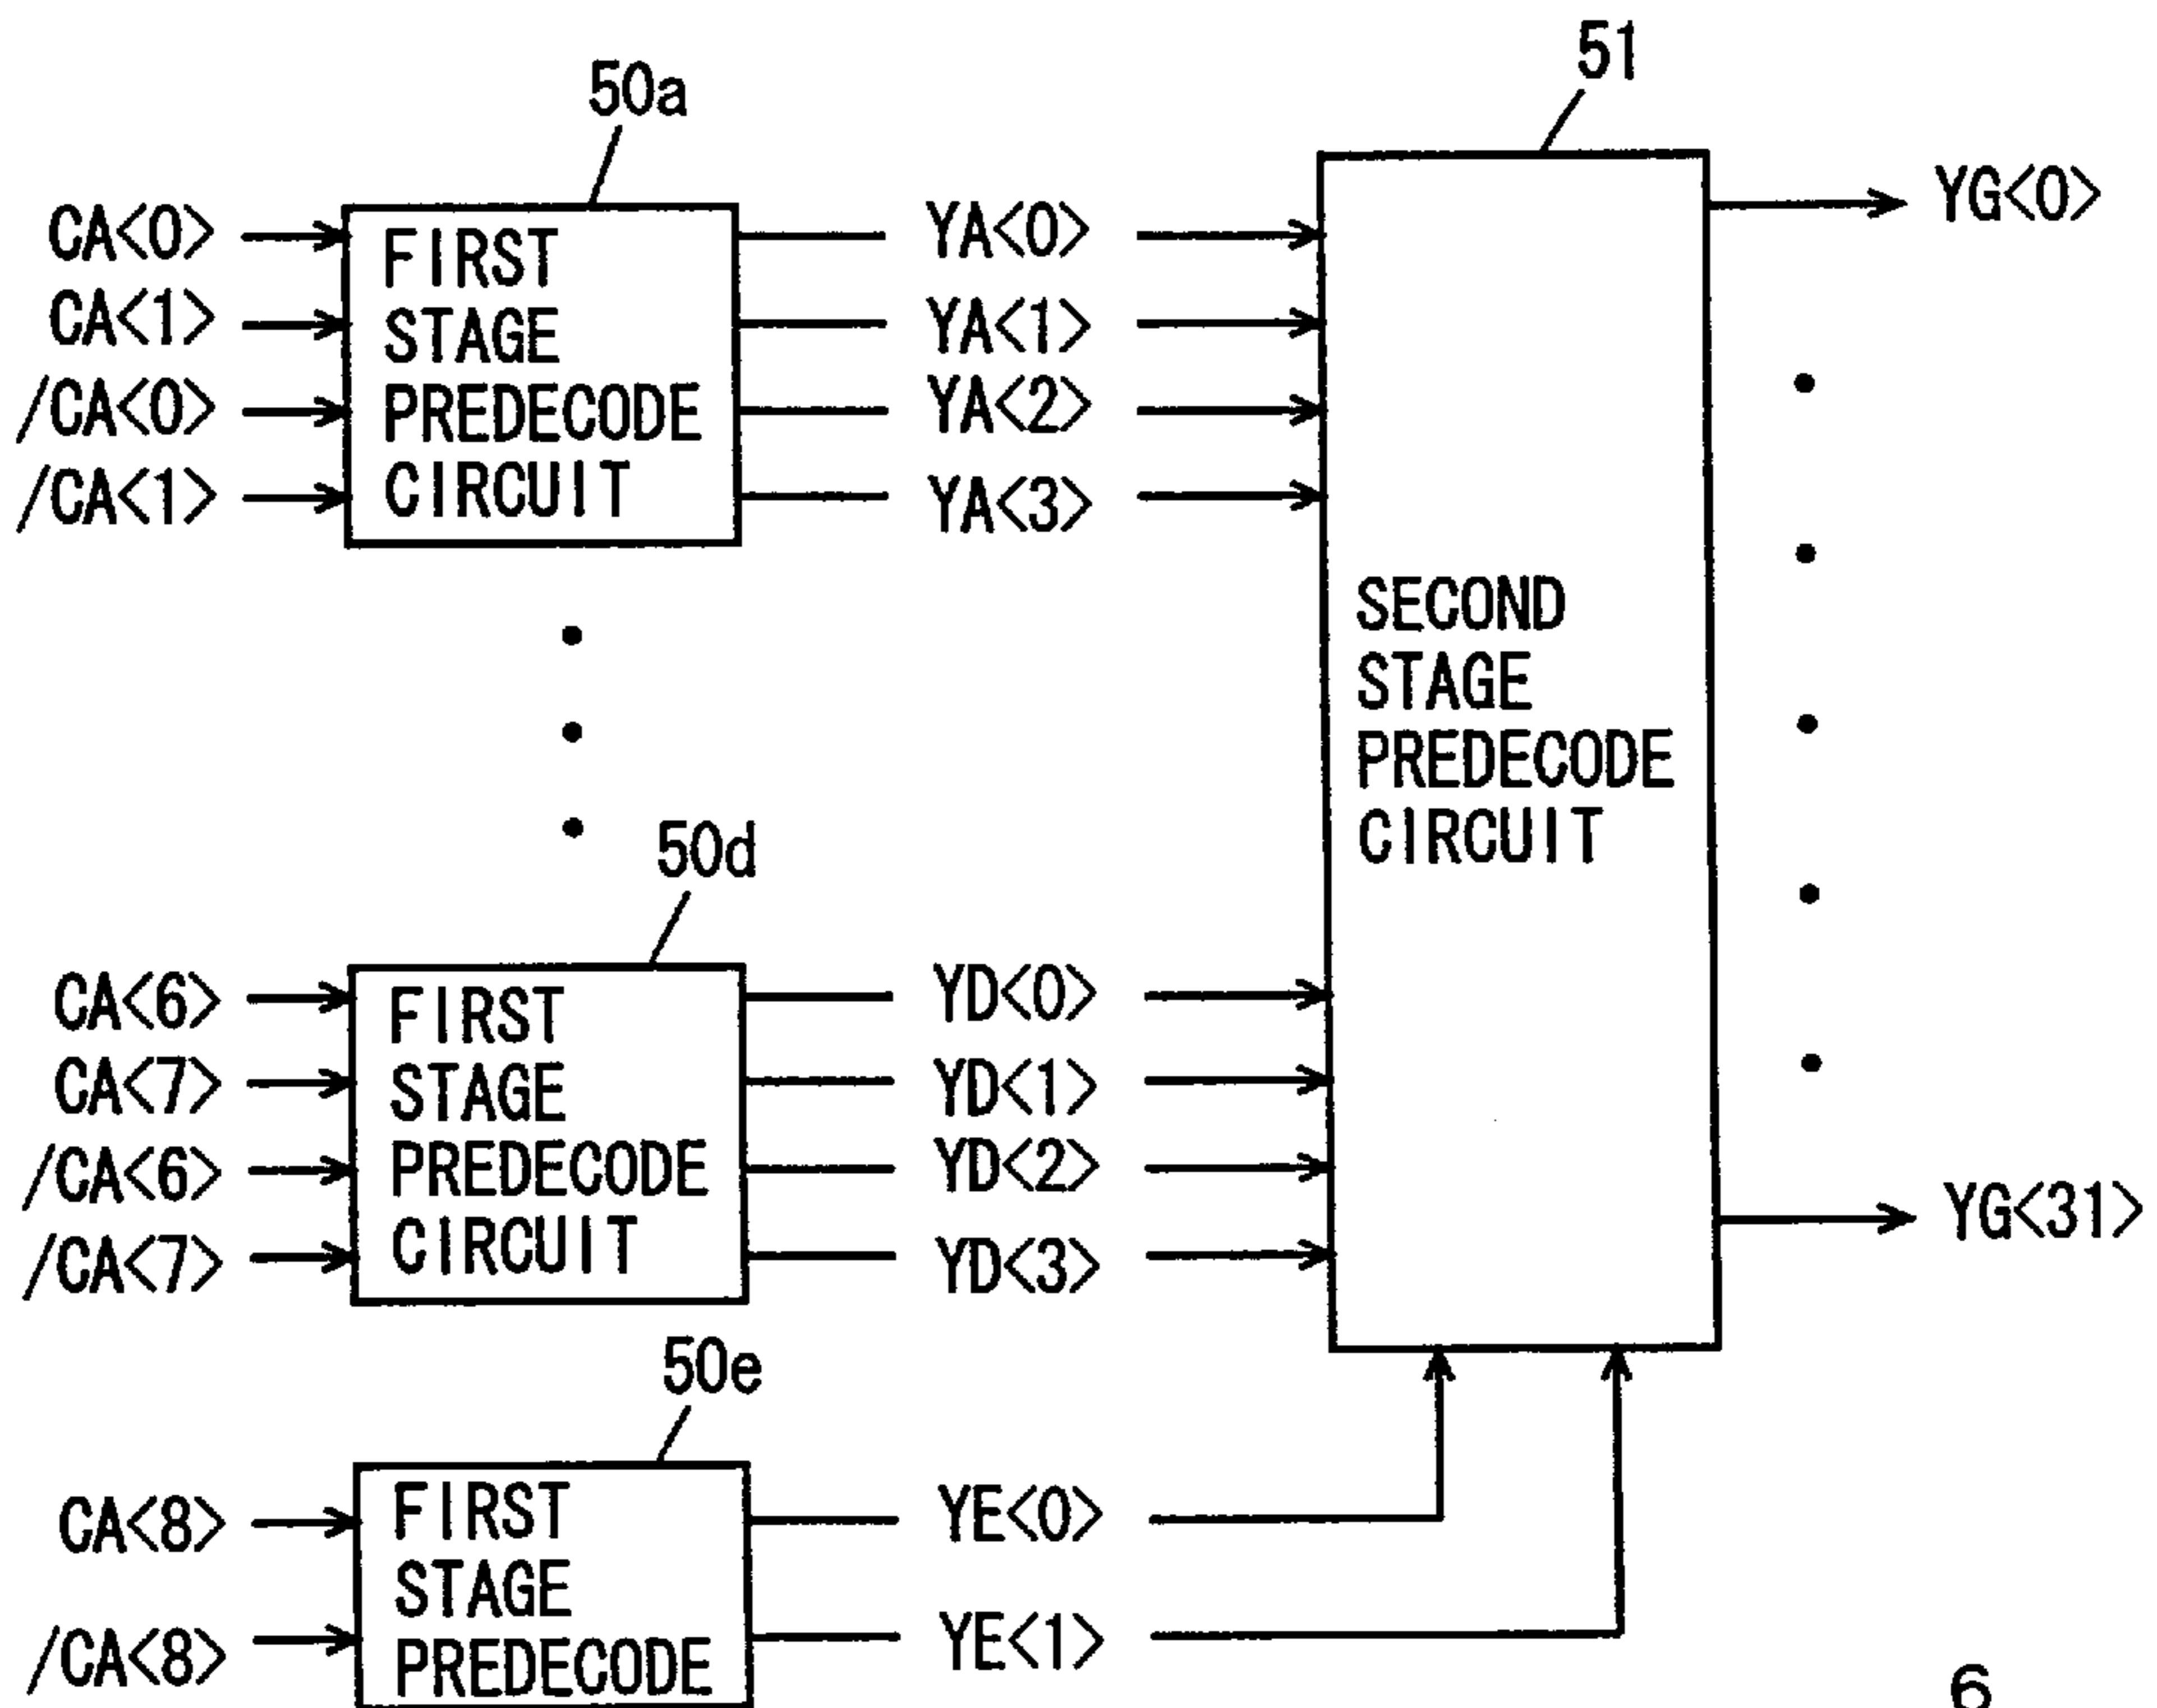 51
50a
CA<0>
CA<1>
/CA<0>
/CA<1>
FIRST
STAGE
PREDECODE
CIRCUIT
YA<0>
YA<1>
YA<2>
YA<3>
YG<0>
SECOND
STAGE
PREDECODE
CIRCUIT
50d
CA<6>
CA<7>
/CA<6>
/CA<7>
FIRST
STAGE
PREDECODE
CIRCUIT
YD<0>
YD<1>
YD<2>
YD<3>
YG<31>
50e
CA<8>
/CA<8>
FIRST
STAGE
PREDECODE
YE<0>
YE<1>
6